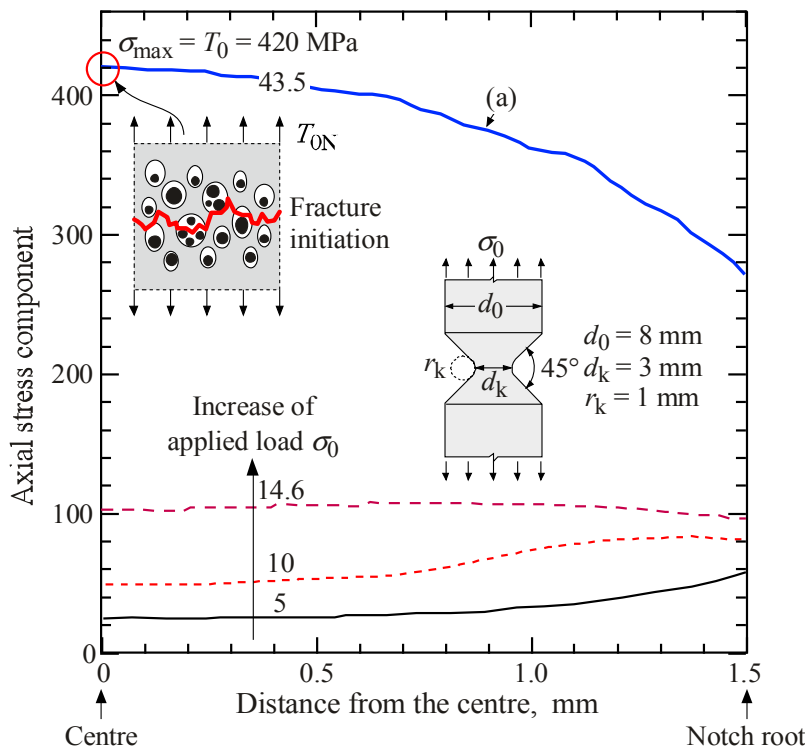 σmax = T0 = 420 MPa
43.5
(a)
T0N
Fracture
initiation
σ0
d0
d0 = 8 mm
rk
dk
45°
dk = 3 mm
rk = 1 mm
Increase of
applied load σ0
14.6
10
5
Axial stress component
400
300
200
100
0
0
0.5
1.0
1.5
Distance from the centre, mm
Centre
Notch root